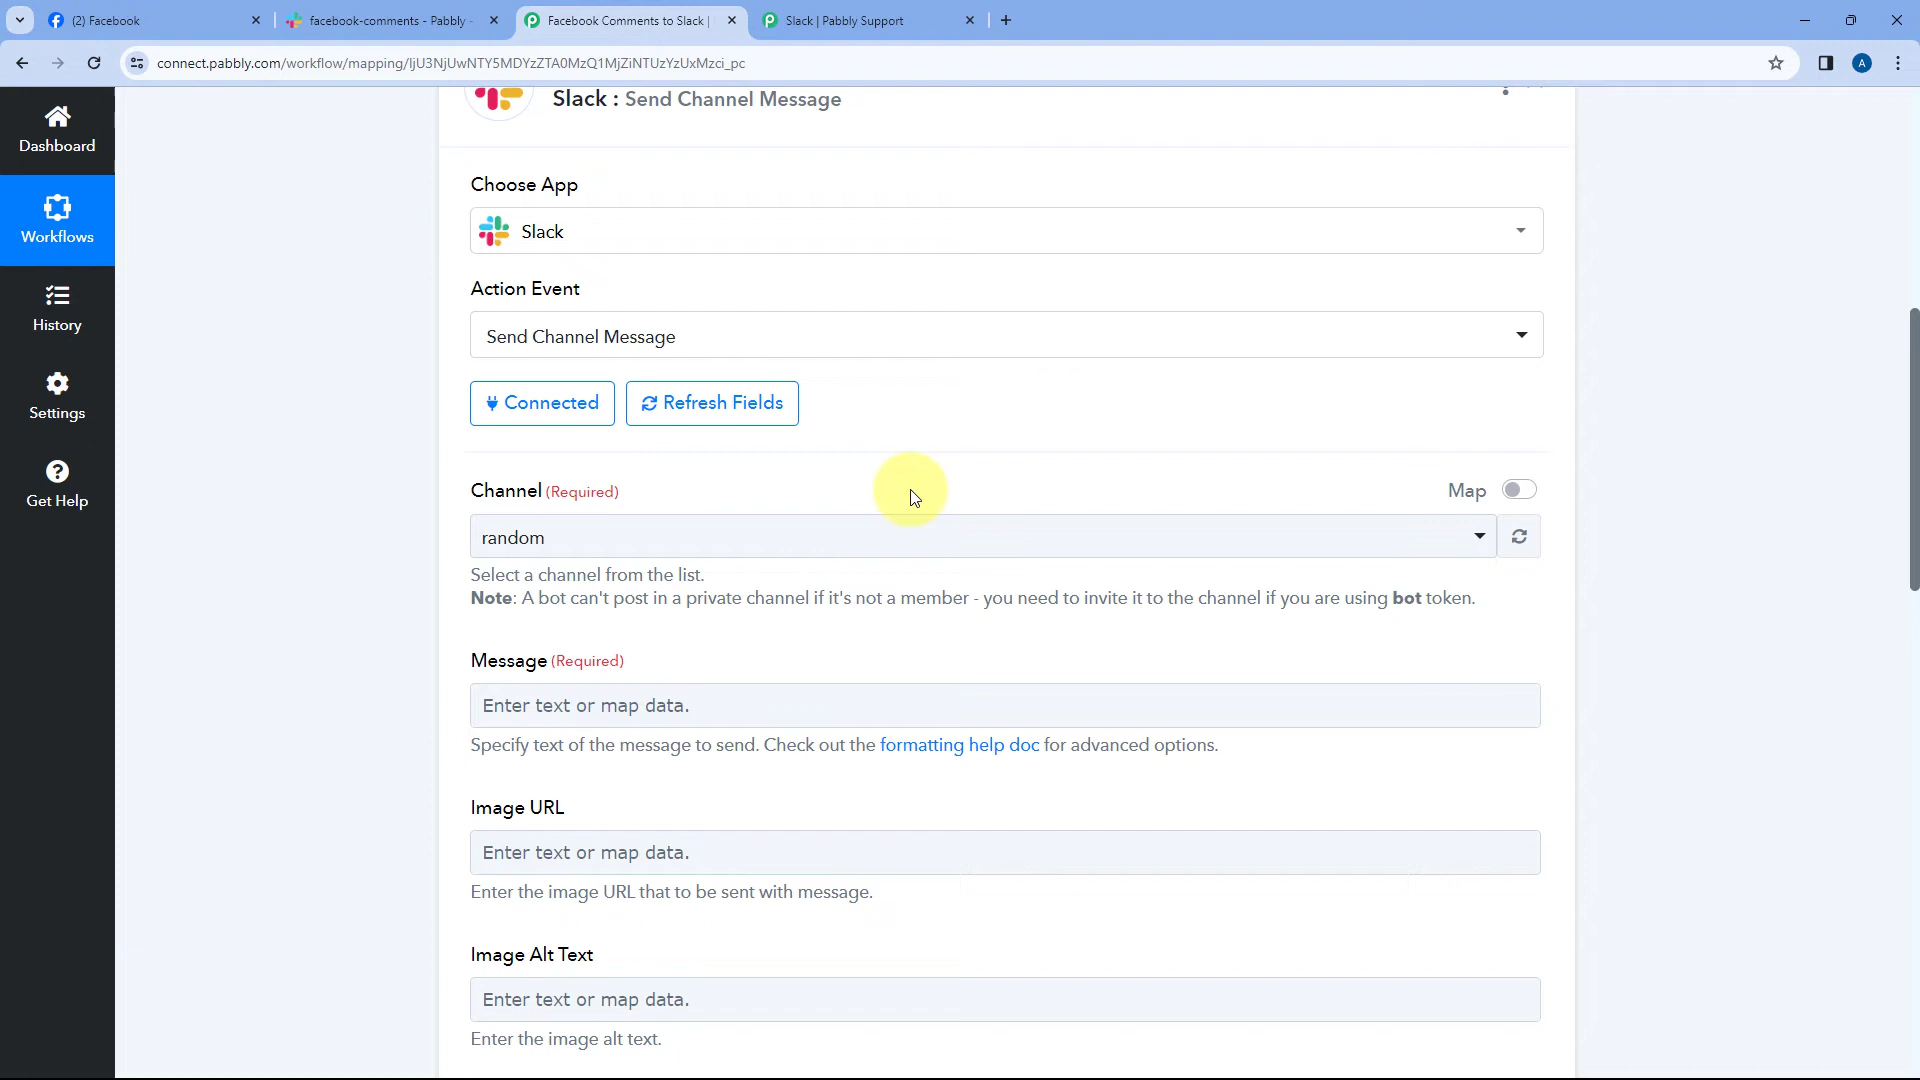 (2) Facebook
facebook-comments - Pabbly -
Facebook Comments to Slack |
Slack | Pabbly Support
connect.pabbly.com/workflow/mapping/IjU3NjUwNTY5MDYzZTA0MzQ1MjZiNTUzYzUxMzci_pc
A
Dashboard
Workflows
History
Settings
Get Help
Slack : Send Channel Message
Choose App
Slack
Action Event
Send Channel Message
Connected
Refresh Fields
Channel (Required)
Map
random
Select a channel from the list.
Note: A bot can't post in a private channel if it's not a member - you need to invite it to the channel if you are using bot token.
Message (Required)
Enter text or map data.
Specify text of the message to send. Check out the formatting help doc for advanced options.
Image URL
Enter text or map data.
Enter the image URL that to be sent with message.
Image Alt Text
Enter text or map data.
Enter the image alt text.